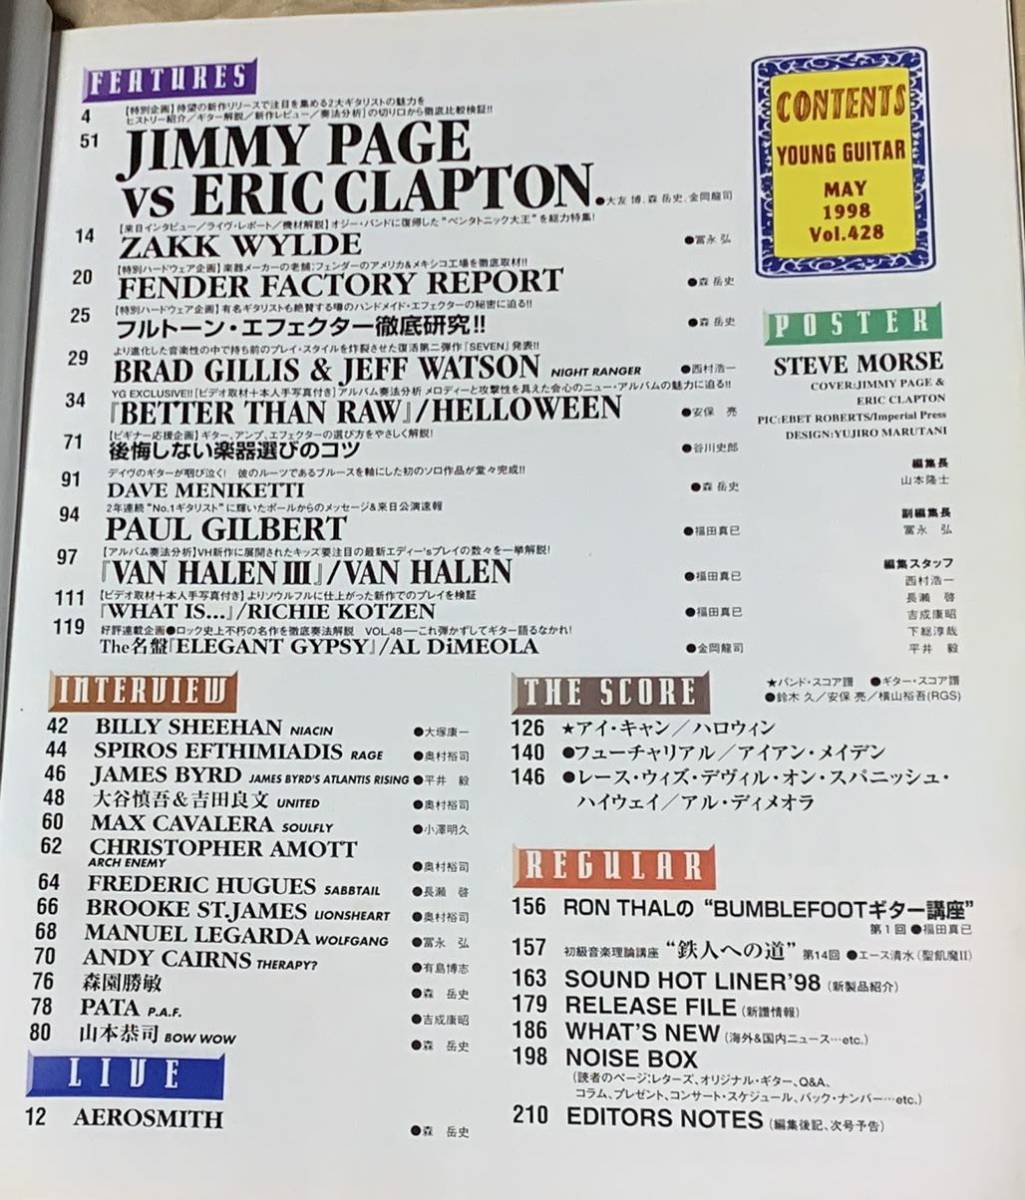 FEATURES
4
【特別企画】待望の新作リリースで注目を集める2大ギタリストの魅力を
ヒストリー紹介／ギター解説／新作レビュー／奏法分析】の切り口から徹底比較検証!!
51
JIMMY PAGE
VS ERIC CLAPTON
●大友 博、森 岳史、金岡龍司
【来日インタビュー／ライヴ・レポート／機材解説】オジー・バンドに復帰した“ペンタトニック大王”を総力特集!
14 ZAKK WYLDE ●冨永 弘
【特別ハードウェア企画】楽器メーカーの老舗;フェンダーのアメリカ&メキシコ工場を徹底取材!!
20 FENDER FACTORY REPORT ●森 岳史
【特別ハードウェア企画】有名ギタリストも絶賛する噂のハンドメイド・エフェクターの秘密に迫る!!
25 フルトーン・エフェクター徹底研究!! ●森 岳史
より進化した音楽性の中で持ち前のプレイ・スタイルを炸裂させた復活第二弾作『SEVEN』発表!!
29 BRAD GILLIS & JEFF WATSON NIGHT RANGER ●西村浩一
YG EXCLUSIVE!!【ビデオ取材+本人手写真付き】アルバム奏法分析 メロディーと攻撃性を具えた会心のニュー・アルバムの魅力に迫る!!
34 『BETTER THAN RAW』/HELLOWEEN ●安保 亮
【ビギナー応援企画】ギター、アンプ、エフェクターの選び方をやさしく解説!
71 後悔しない楽器選びのコツ ●谷川史郎
デイヴのギターが咽び泣く! 彼のルーツであるブルースを軸にした初のソロ作品が堂々完成!!
91 DAVE MENIKETTI ●森 岳史
2年連続“No.1ギタリスト”に輝いたポールからのメッセージ&来日公演速報
94 PAUL GILBERT ●福田真已
【アルバム奏法分析】VH新作に展開されたキッズ要注目の最新エディー'sプレイの数々を一挙解説!
97 『VAN HALEN III』/VAN HALEN ●福田真已
【ビデオ取材+本人手写真付き】よりソウルフルに仕上がった新作でのプレイを検証
111 『WHAT IS...』/RICHIE KOTZEN ●福田真已
好評連載企画●ロック史上不朽の名作を徹底奏法解説 VOL.48──これ弾かずしてギター語るなかれ!
119 The名盤『ELEGANT GYPSY』/AL DiMEOLA ●金岡龍司
CONTENTS
YOUNG GUITAR
MAY
1998
Vol.428
POSTER
STEVE MORSE
COVER:JIMMY PAGE &
ERIC CLAPTON
PIC:EBET ROBERTS/Imperial Press
DESIGN:YUJIRO MARUTANI
編集長
山本隆士
副編集長
冨永 弘
編集スタッフ
西村浩一
長瀬 啓
吉成康昭
下総淳哉
平井 毅
INTERVIEW
42 BILLY SHEEHAN NIACIN ●大塚康一
44 SPIROS EFTHIMIADIS RAGE ●奥村裕司
46 JAMES BYRD JAMES BYRD'S ATLANTIS RISING ●平井 毅
48 大谷慎吾&吉田良文 UNITED ●奥村裕司
60 MAX CAVALERA SOULFLY ●小澤明久
62 CHRISTOPHER AMOTT
ARCH ENEMY ●奥村裕司
64 FREDERIC HUGUES SABBTAIL ●長瀬 啓
66 BROOKE ST.JAMES LIONSHEART ●奥村裕司
68 MANUEL LEGARDA WOLFGANG ●冨永 弘
70 ANDY CAIRNS THERAPY? ●有島博志
76 森園勝敏 ●森 岳史
78 PATA P.A.F. ●吉成康昭
80 山本恭司 BOW WOW ●森 岳史
LIVE
12 AEROSMITH ●森 岳史
THE SCORE
★バンド・スコア譜 ●ギター・スコア譜
●鈴木 久／安保 亮／横山裕吾(RGS)
126 ★アイ・キャン／ハロウィン
140 ●フューチャリアル／アイアン・メイデン
146 ●レース・ウィズ・デヴィル・オン・スパニッシュ・
ハイウェイ／アル・ディメオラ
REGULAR
156 RON THALの “BUMBLEFOOTギター講座”
第1回 ●福田真已
157 初級音楽理論講座 “鉄人への道” 第14回 ●エース清水(聖飢魔II)
163 SOUND HOT LINER'98 (新製品紹介)
179 RELEASE FILE (新譜情報)
186 WHAT'S NEW (海外&国内ニュース…etc.)
198 NOISE BOX
(読者のページ:レターズ、オリジナル・ギター、Q&A、
コラム、プレゼント、コンサート・スケジュール、バック・ナンバー…etc.)
210 EDITORS NOTES (編集後記、次号予告)